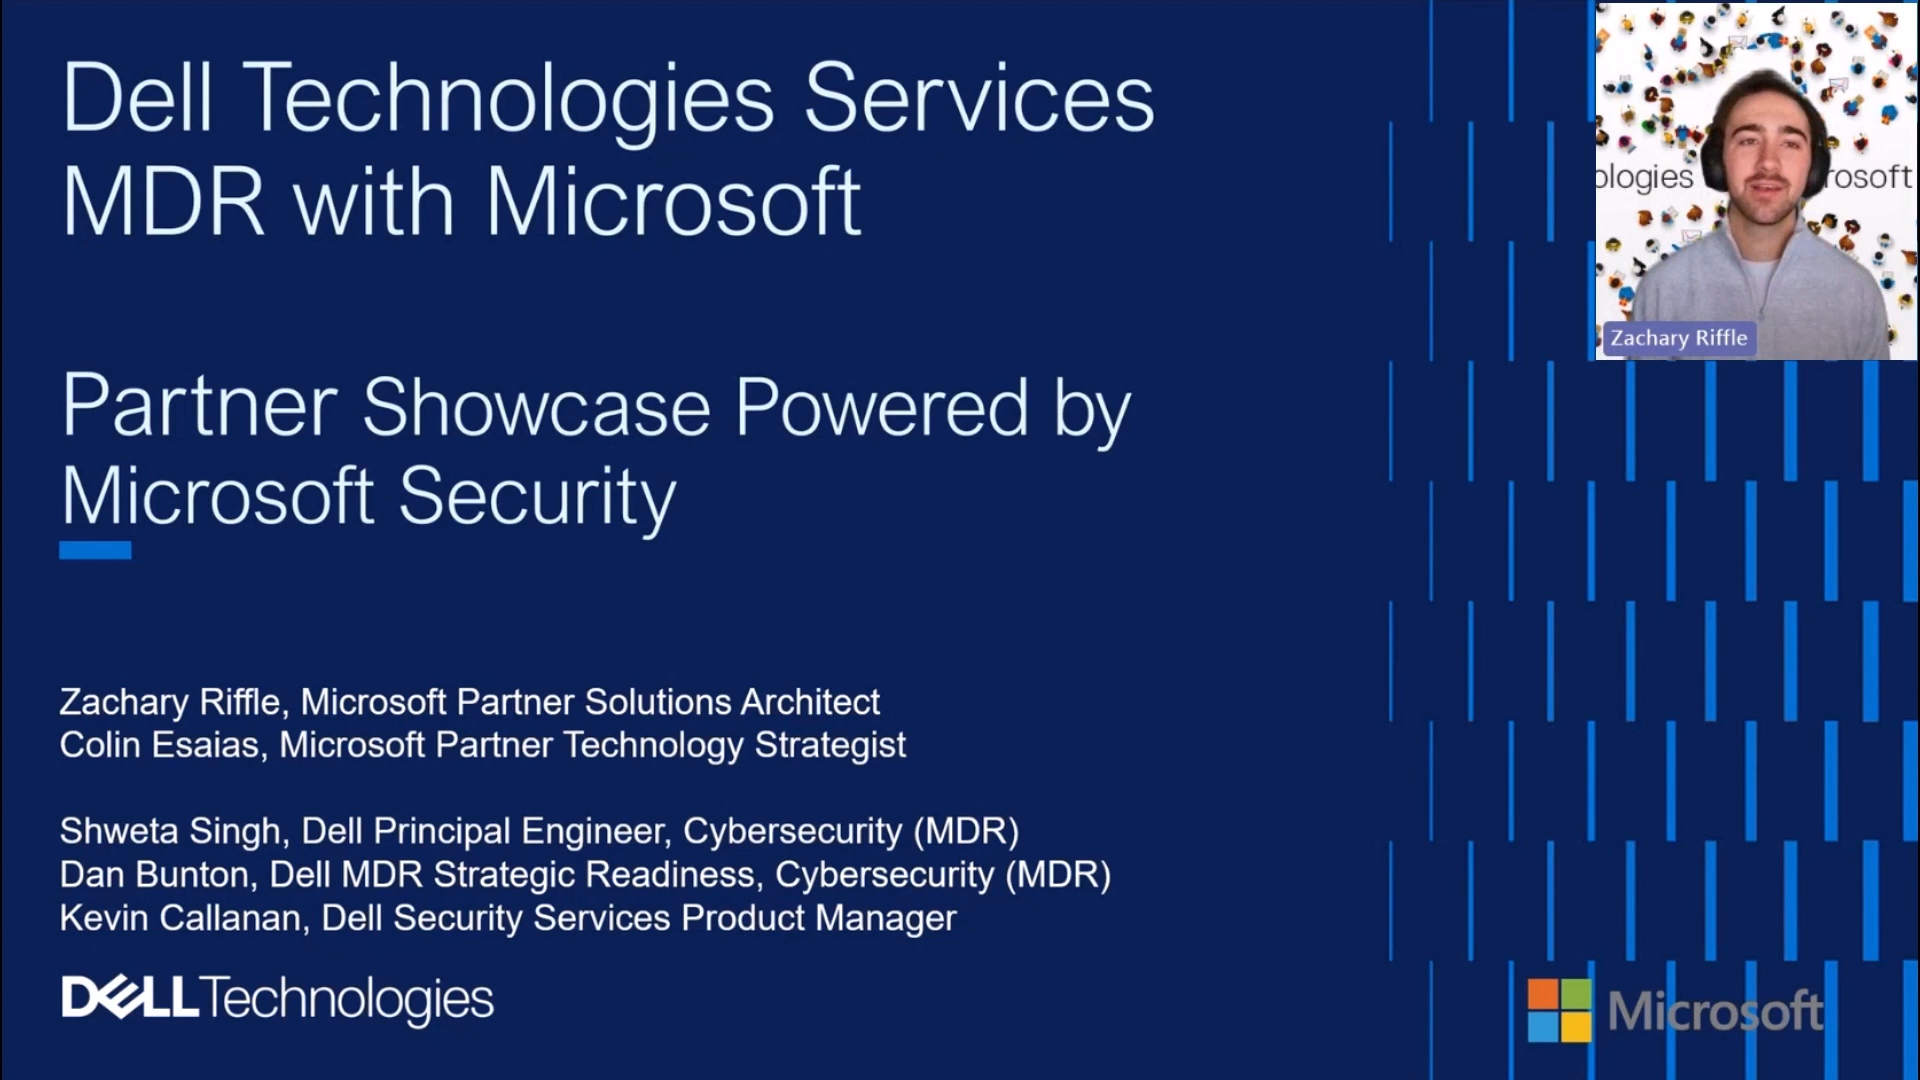 Dell Technologies Services
MDR with Microsoft
Partner Showcase Powered by
Microsoft Security
Zachary Riffle, Microsoft Partner Solutions Architect
Colin Esaias, Microsoft Partner Technology Strategist
Shweta Singh, Dell Principal Engineer, Cybersecurity (MDR)
Dan Bunton, Dell MDR Strategic Readiness, Cybersecurity (MDR)
Kevin Callanan, Dell Security Services Product Manager
DELL Technologies
Microsoft
ologies rosoft
Zachary Riffle